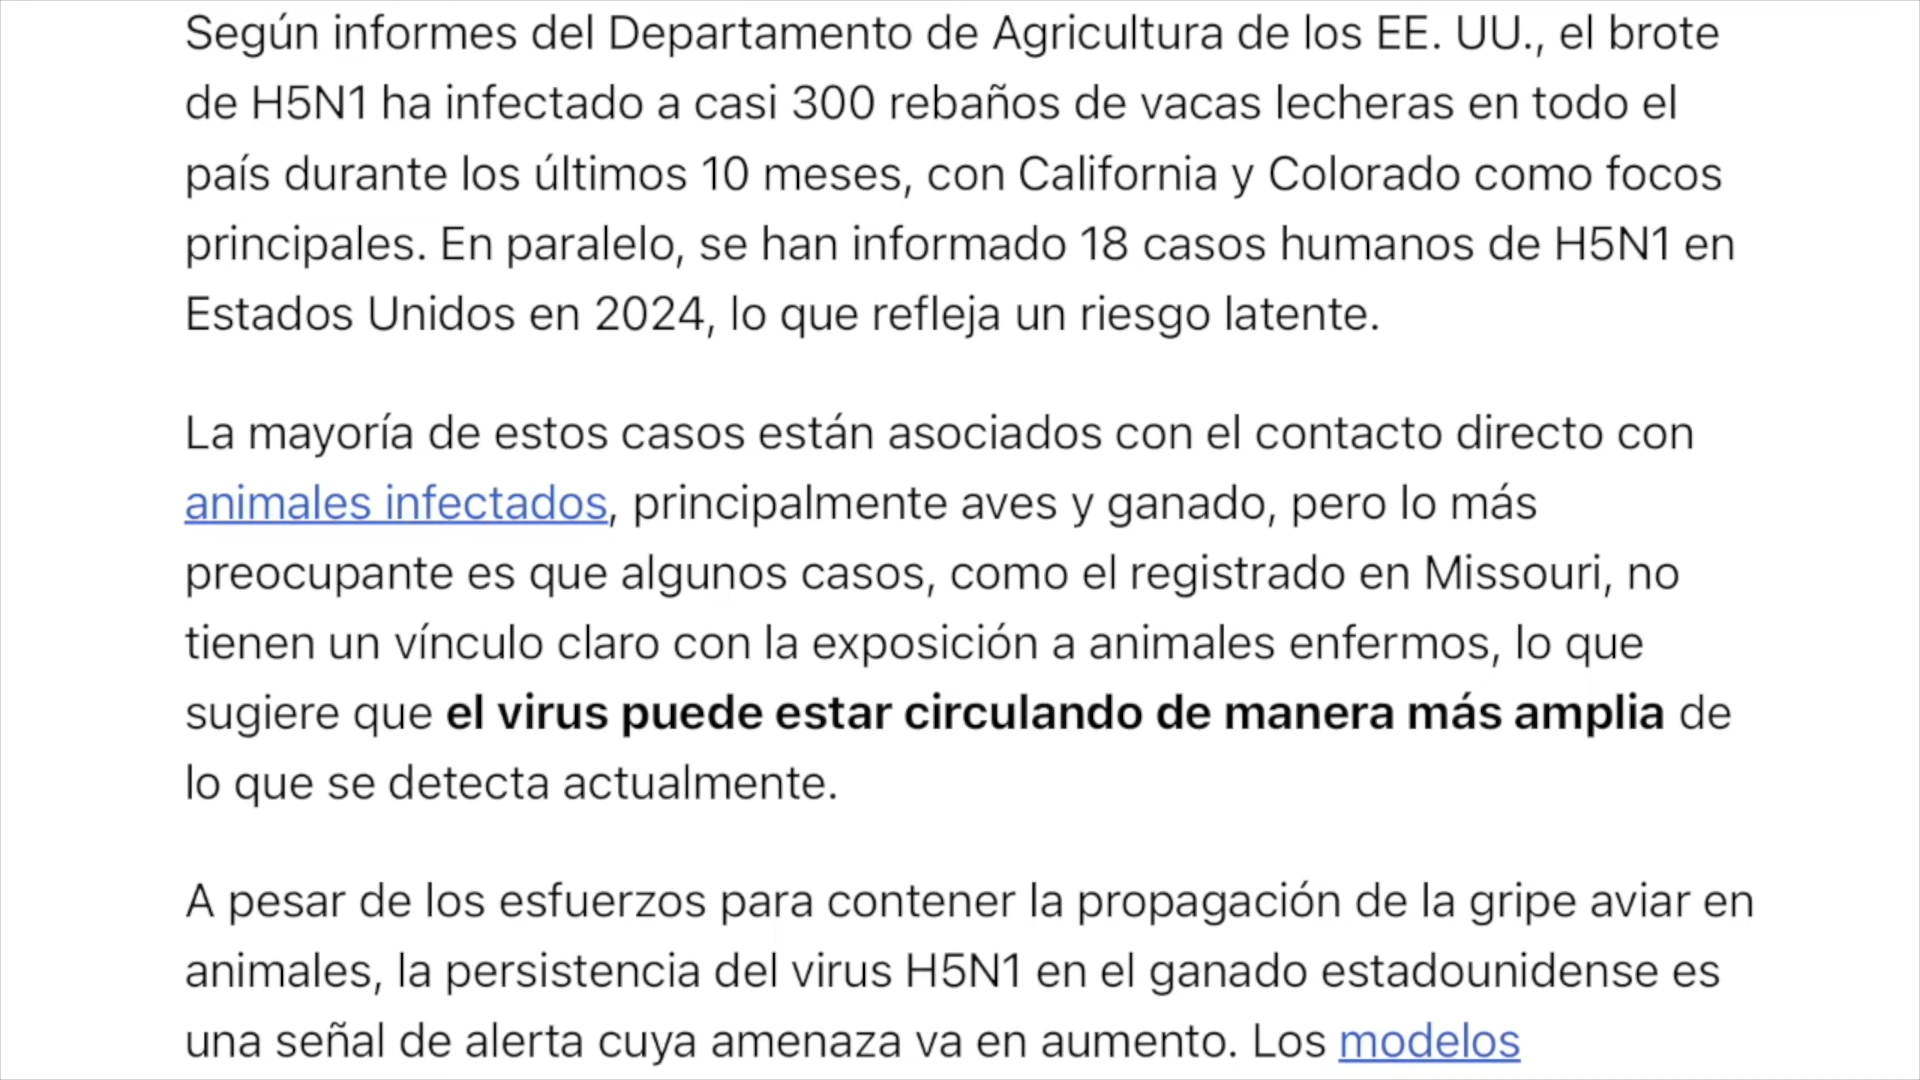 Según informes del Departamento de Agricultura de los EE. UU., el brote
de H5N1 ha infectado a casi 300 rebaños de vacas lecheras en todo el
país durante los últimos 10 meses, con California y Colorado como focos
principales. En paralelo, se han informado 18 casos humanos de H5N1 en
Estados Unidos en 2024, lo que refleja un riesgo latente.
La mayoría de estos casos están asociados con el contacto directo con
animales infectados, principalmente aves y ganado, pero lo más
preocupante es que algunos casos, como el registrado en Missouri, no
tienen un vínculo claro con la exposición a animales enfermos, lo que
sugiere que el virus puede estar circulando de manera más amplia de
lo que se detecta actualmente.
A pesar de los esfuerzos para contener la propagación de la gripe aviar en
animales, la persistencia del virus H5N1 en el ganado estadounidense es
una señal de alerta cuya amenaza va en aumento. Los modelos